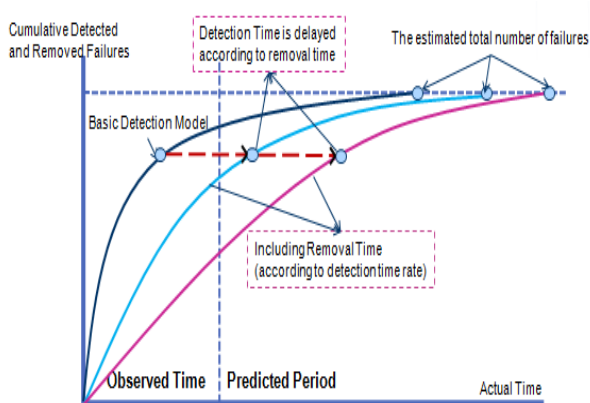 Cumulative Detected
and Removed Failures
Detection Time is delayed
according to removal time
The estimated total number of failures
Basic Detection Model
Including Removal Time
(according to detection time rate)
Observed Time
Predicted Period
Actual Time